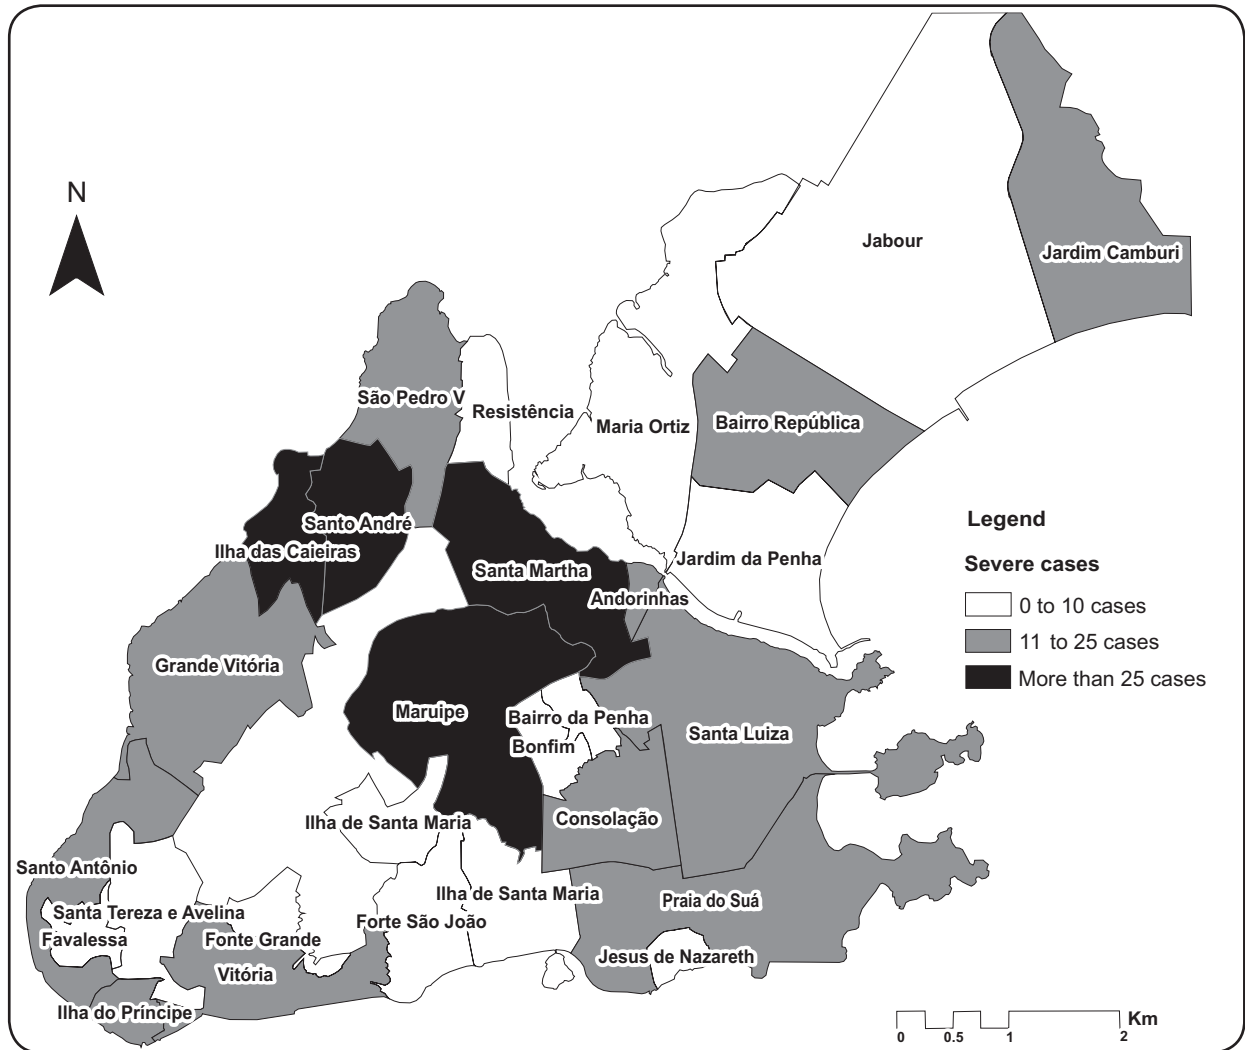 N
Jabour
Jardim Camburi
São Pedro V
Resistência
Maria Ortiz
Bairro República
Santo André
Ilha das Caieiras
Santa Martha
Jardim da Penha
Andorinhas
Grande Vitória
Maruipe
Bairro da Penha
Bonfim
Santa Luiza
Ilha de Santa Maria
Consolação
Santo Antônio
Ilha de Santa Maria
Praia do Suá
Santa Tereza e Avelina
Forte São João
Favalessa
Fonte Grande
Jesus de Nazareth
Vitória
Ilha do Príncipe
Legend
Severe cases
0 to 10 cases
11 to 25 cases
More than 25 cases
Km
0 0.5 1 2